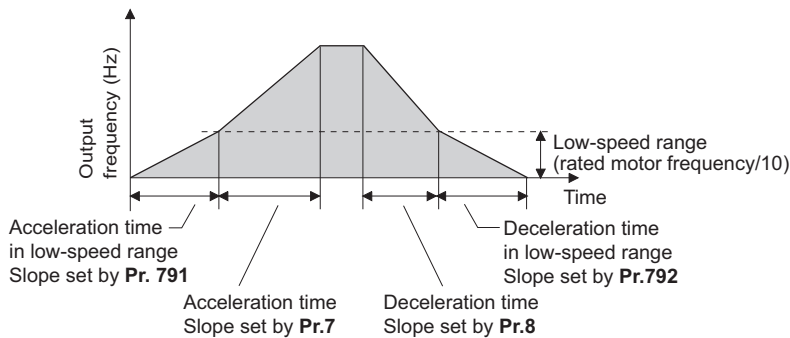 Output
frequency (Hz)
Low-speed range
(rated motor frequency/10)
Time
Acceleration time
in low-speed range
Slope set by Pr. 791
Deceleration time
in low-speed range
Slope set by Pr.792
Acceleration time
Slope set by Pr.7
Deceleration time
Slope set by Pr.8